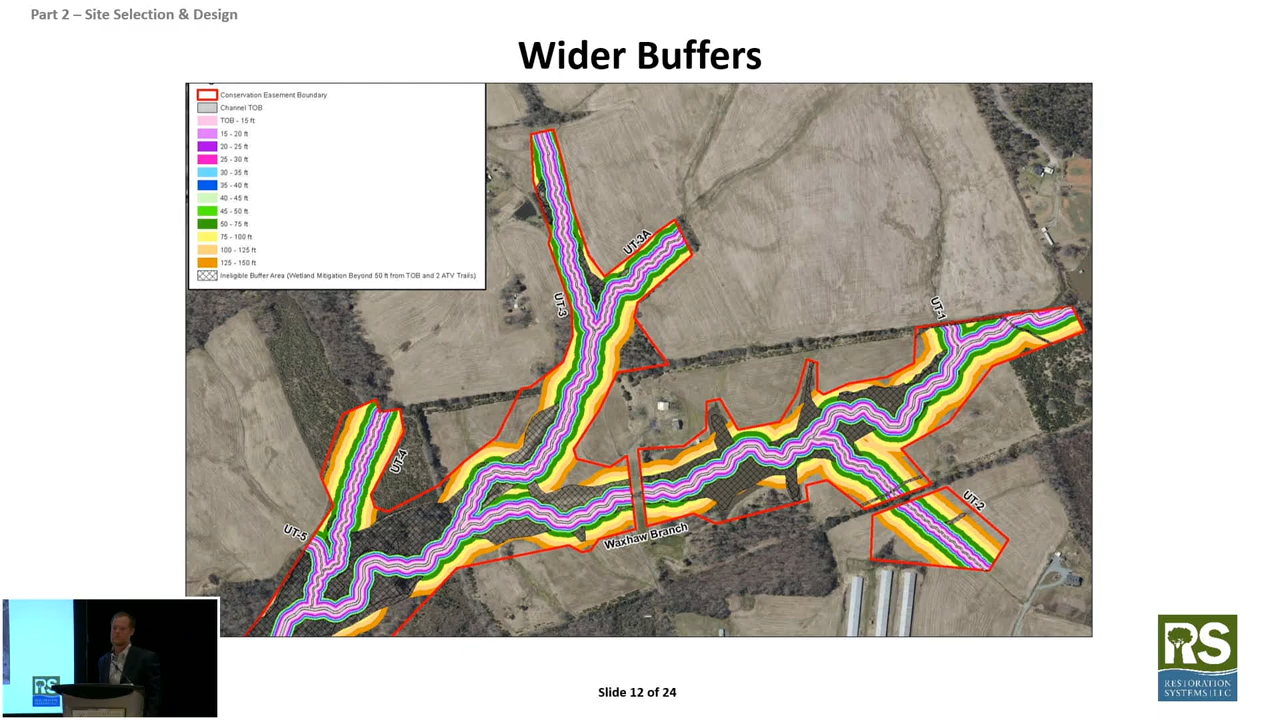 Part 2 – Site Selection & Design
Wider Buffers
Conservation Easement Boundary
Channel TOB
TOB - 15 ft
15 - 20 ft
20 - 25 ft
25 - 30 ft
30 - 35 ft
35 - 40 ft
40 - 45 ft
45 - 50 ft
50 - 75 ft
75 - 100 ft
100 - 125 ft
125 - 150 ft
Ineligible Buffer Area (Wetland Mitigation Beyond 50 ft from TOB and 2 ATV Trails)
UT-3A
UT-3
UT-1
UT-4
UT-2
UT-5
Waxhaw Branch
RS
RS
RESTORATION
SYSTEMS | LLC
Slide 12 of 24